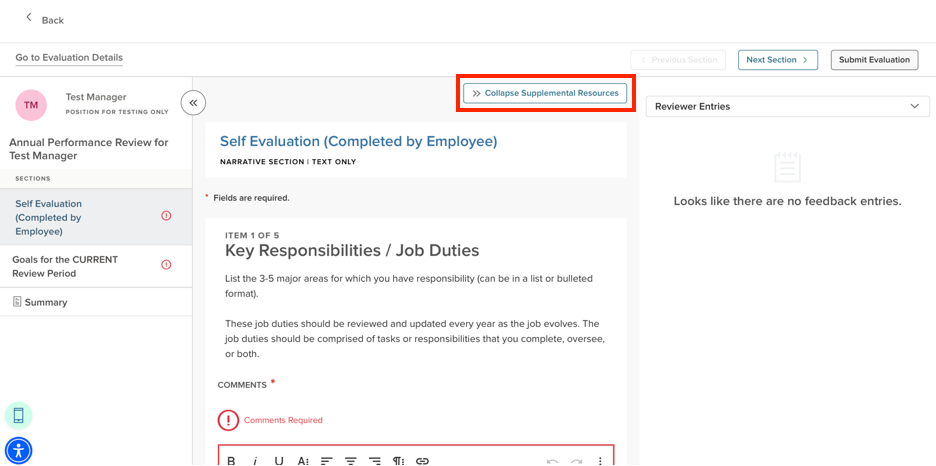 Back
Go to Evaluation Details
Previous Section
Next Section
Submit Evaluation
TM
Test Manager
POSITION FOR TESTING ONLY
Annual Performance Review for
Test Manager
SECTIONS
Self Evaluation
(Completed by
Employee)
Goals for the CURRENT
Review Period
Summary
Collapse Supplemental Resources
Self Evaluation (Completed by Employee)
NARRATIVE SECTION | TEXT ONLY
* Fields are required.
ITEM 1 OF 5
Key Responsibilities / Job Duties
List the 3-5 major areas for which you have responsibility (can be in a list or bulleted
format).
These job duties should be reviewed and updated every year as the job evolves. The
job duties should be comprised of tasks or responsibilities that you complete, oversee,
or both.
COMMENTS *
Comments Required
B i U A
Reviewer Entries
Looks like there are no feedback entries.